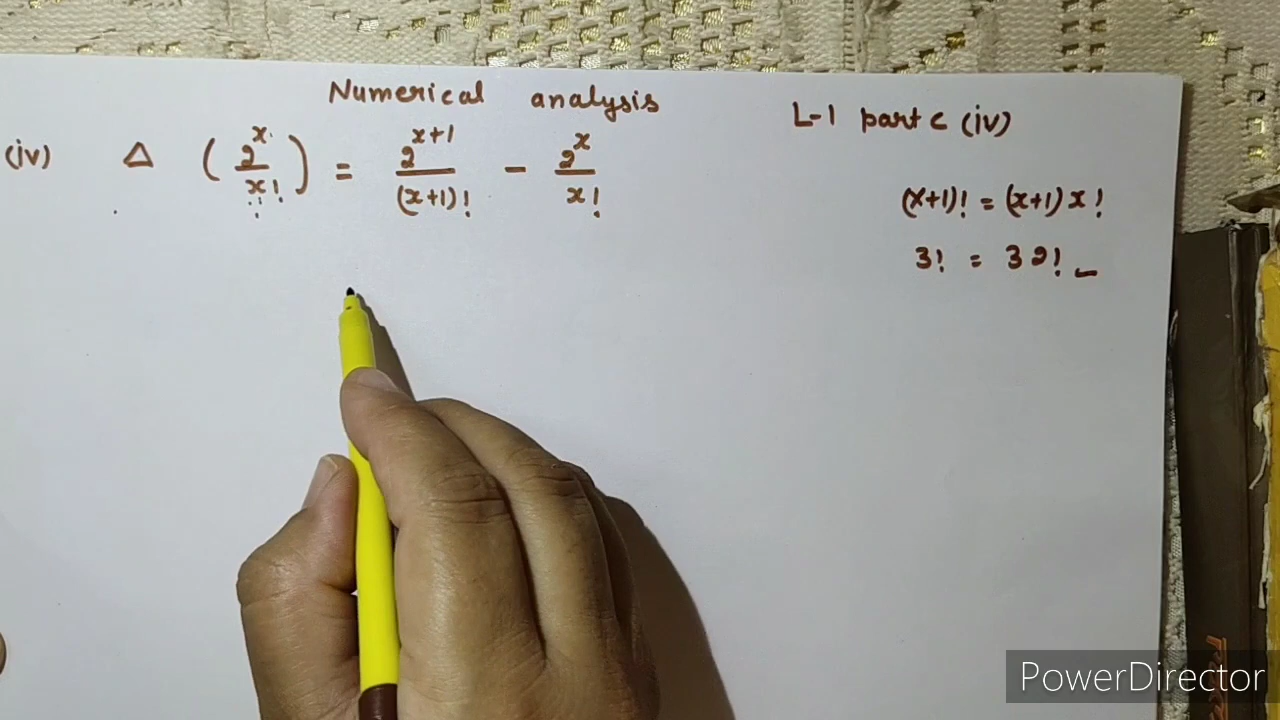 Numerical analysis
L-1 part c (iv)
(iv) Δ (2^x / x!) = 2^(x+1) / (x+1)! - 2^x / x!
(x+1)! = (x+1) x!
3! = 3 2!
PowerDirector